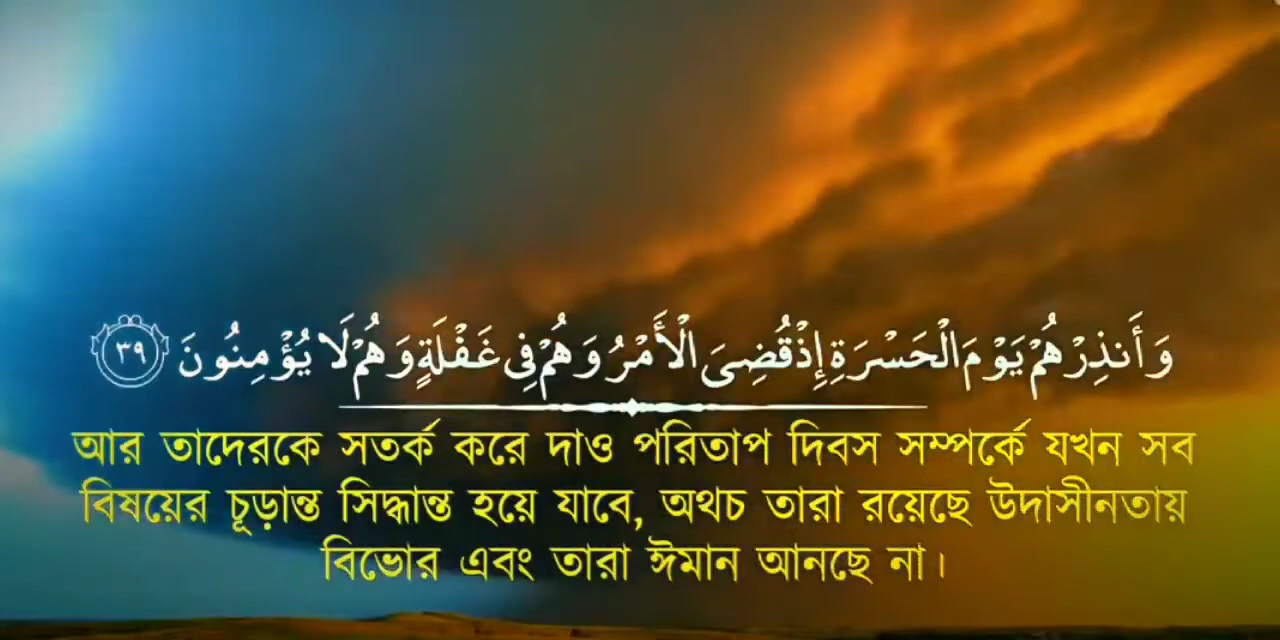 وَأَنذِرْهُمْ يَوْمَ الْحَسْرَةِ إِذْ قُضِىَ الْأَمْرُ وَهُمْ فِى غَفْلَةٍ وَهُمْ لَا يُؤْمِنُونَ ٣٩
আর তাদেরকে সতর্ক করে দাও পরিতাপ দিবস সম্পর্কে যখন সব
বিষয়ের চূড়ান্ত সিদ্ধান্ত হয়ে যাবে, অথচ তারা রয়েছে উদাসীনতায়
বিভোর এবং তারা ঈমান আনছে না।